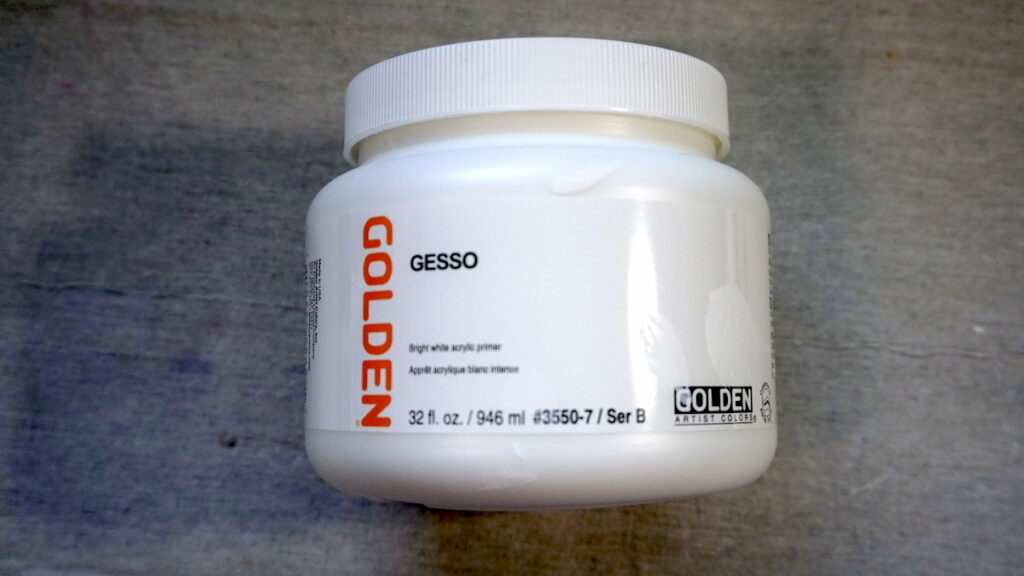 GOLDEN®
GESSO
Bright white acrylic primer
Apprêt acrylique blanc intense
32 fl. oz. / 946 ml #3550-7 / Ser B
GOLDEN
ARTIST COLORS®